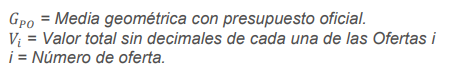 G_PO = Media geométrica con presupuesto oficial.
V_i = Valor total sin decimales de cada una de las Ofertas i
i = Número de oferta.